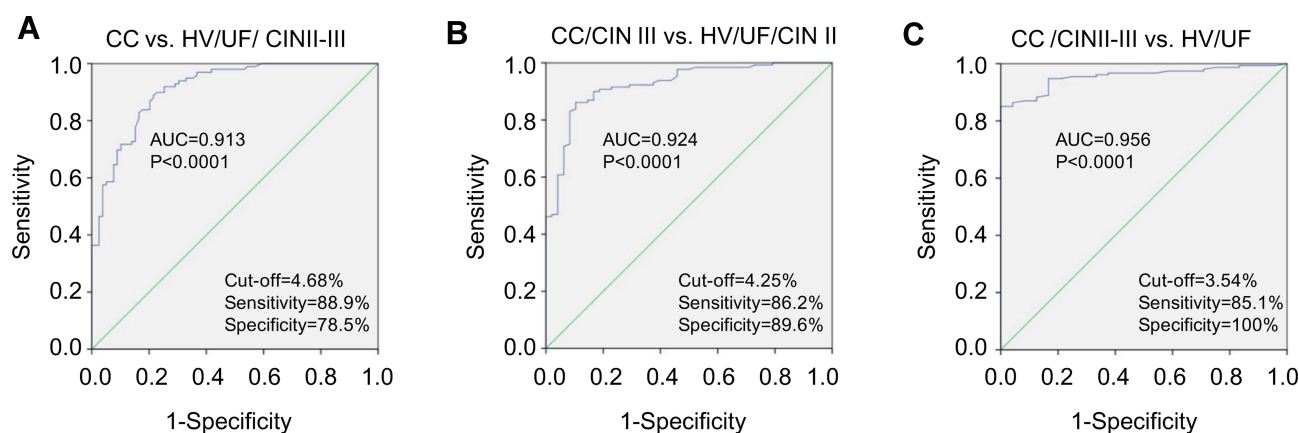 A
CC vs. HV/UF/ CINII-III
1.0
0.8
0.6
0.4
0.2
0.0
Sensitivity
AUC=0.913
P<0.0001
Cut-off=4.68%
Sensitivity=88.9%
Specificity=78.5%
0.0 0.2 0.4 0.6 0.8 1.0
1-Specificity
B
CC/CIN III vs. HV/UF/CIN II
1.0
0.8
0.6
0.4
0.2
0.0
Sensitivity
AUC=0.924
P<0.0001
Cut-off=4.25%
Sensitivity=86.2%
Specificity=89.6%
0.0 0.2 0.4 0.6 0.8 1.0
1-Specificity
C
CC /CINII-III vs. HV/UF
1.0
0.8
0.6
0.4
0.2
0.0
Sensitivity
AUC=0.956
P<0.0001
Cut-off=3.54%
Sensitivity=85.1%
Specificity=100%
0.0 0.2 0.4 0.6 0.8 1.0
1-Specificity